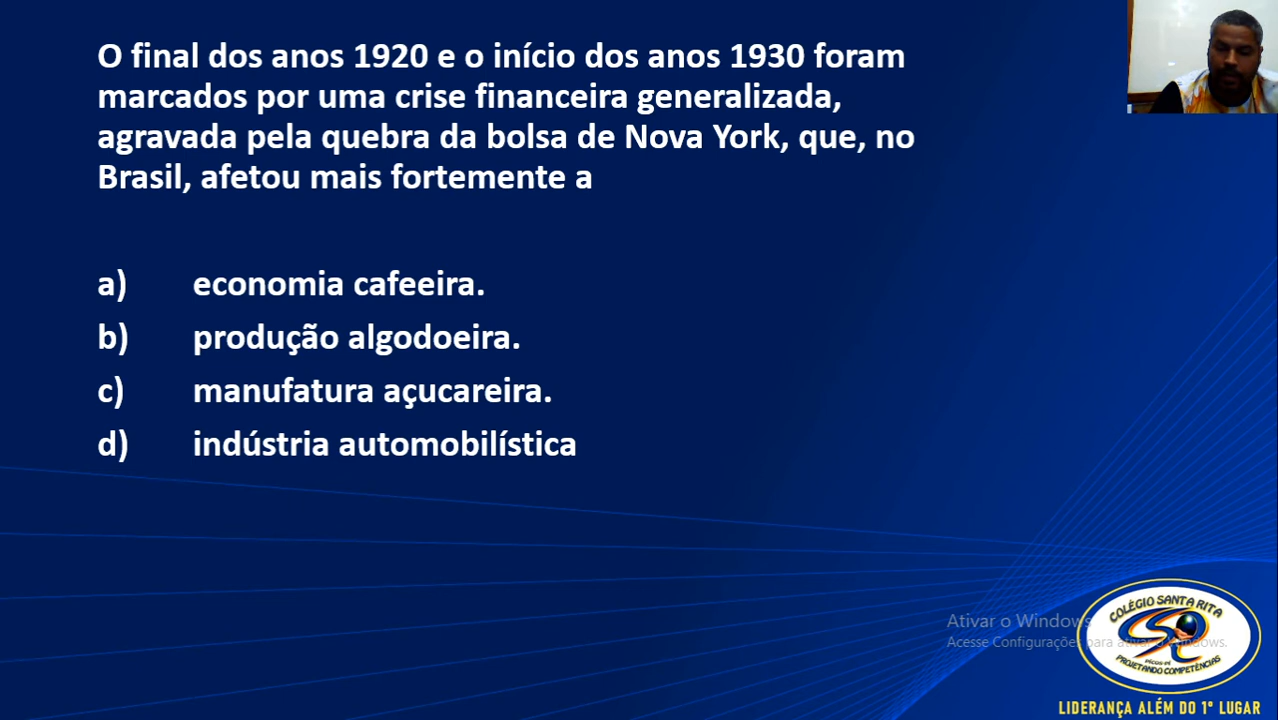 O final dos anos 1920 e o início dos anos 1930 foram
marcados por uma crise financeira generalizada,
agravada pela quebra da bolsa de Nova York, que, no
Brasil, afetou mais fortemente a
a) economia cafeeira.
b) produção algodoeira.
c) manufatura açucareira.
d) indústria automobilística
Ativar o Windows
Acesse Configurações para ativar o Windows.
COLÉGIO SANTA RITA
PICOS-PI
PROJETANDO COMPETÊNCIAS
LIDERANÇA ALÉM DO 1º LUGAR